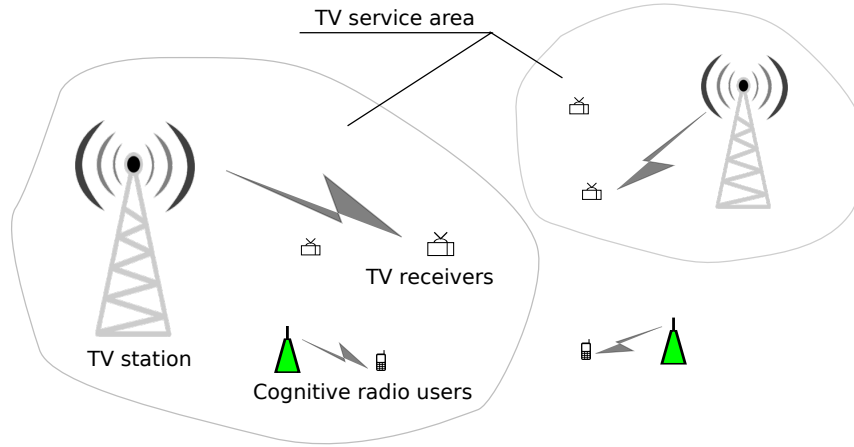 TV service area
TV receivers
TV station
Cognitive radio users